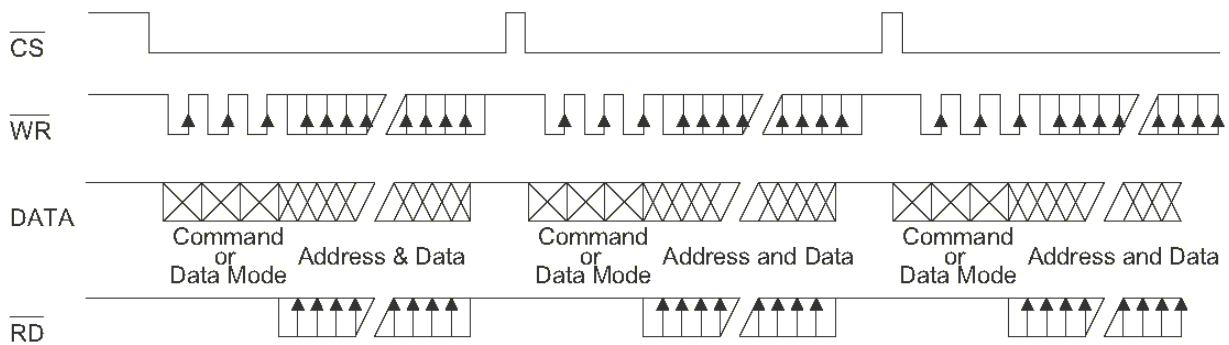 CS
WR
DATA
Command
or
Data Mode
Address & Data
Command
or
Data Mode
Address and Data
Command
or
Data Mode
Address and Data
RD